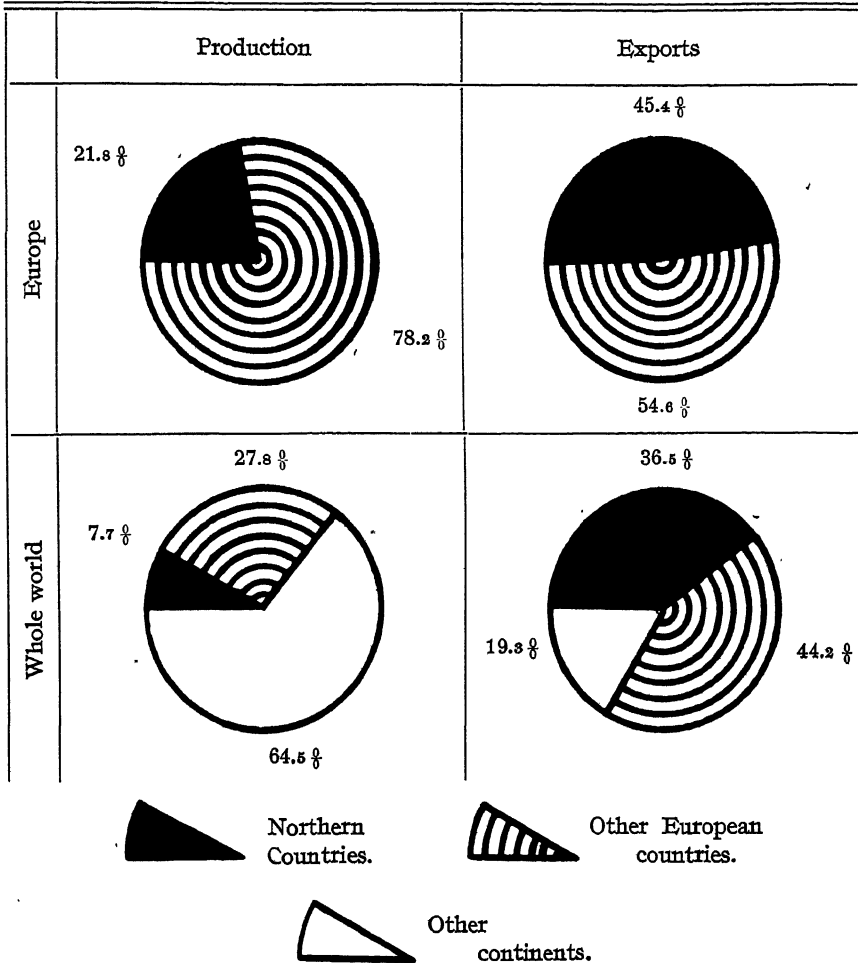 Production
Exports
Europe
21.8 %
78.2 %
45.4 %
54.6 %
Whole world
27.8 %
7.7 %
64.5 %
36.5 %
19.3 %
44.2 %
Northern
Countries.
Other European
countries.
Other
continents.